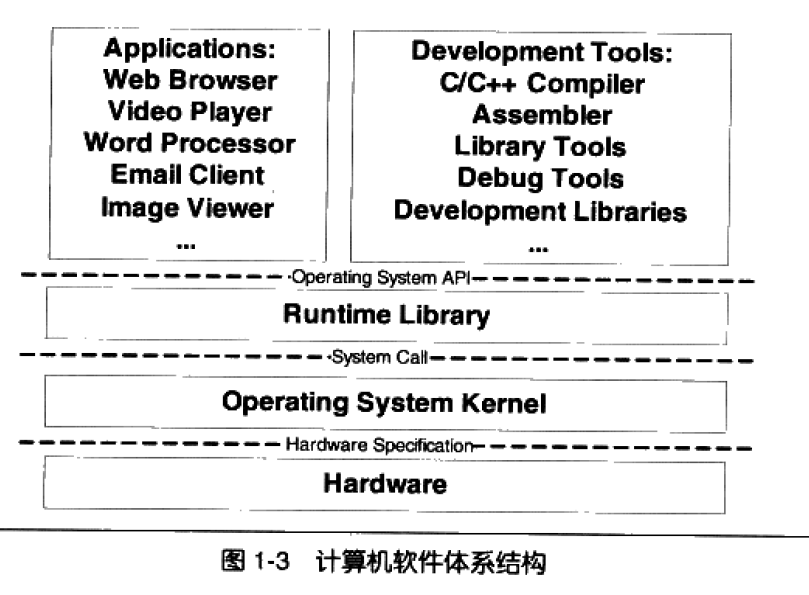 Applications:
Web Browser
Video Player
Word Processor
Email Client
Image Viewer
...
Development Tools:
C/C++ Compiler
Assembler
Library Tools
Debug Tools
Development Libraries
...
Operating System API
Runtime Library
System Call
Operating System Kernel
Hardware Specification
Hardware
图 1-3 计算机软件体系结构